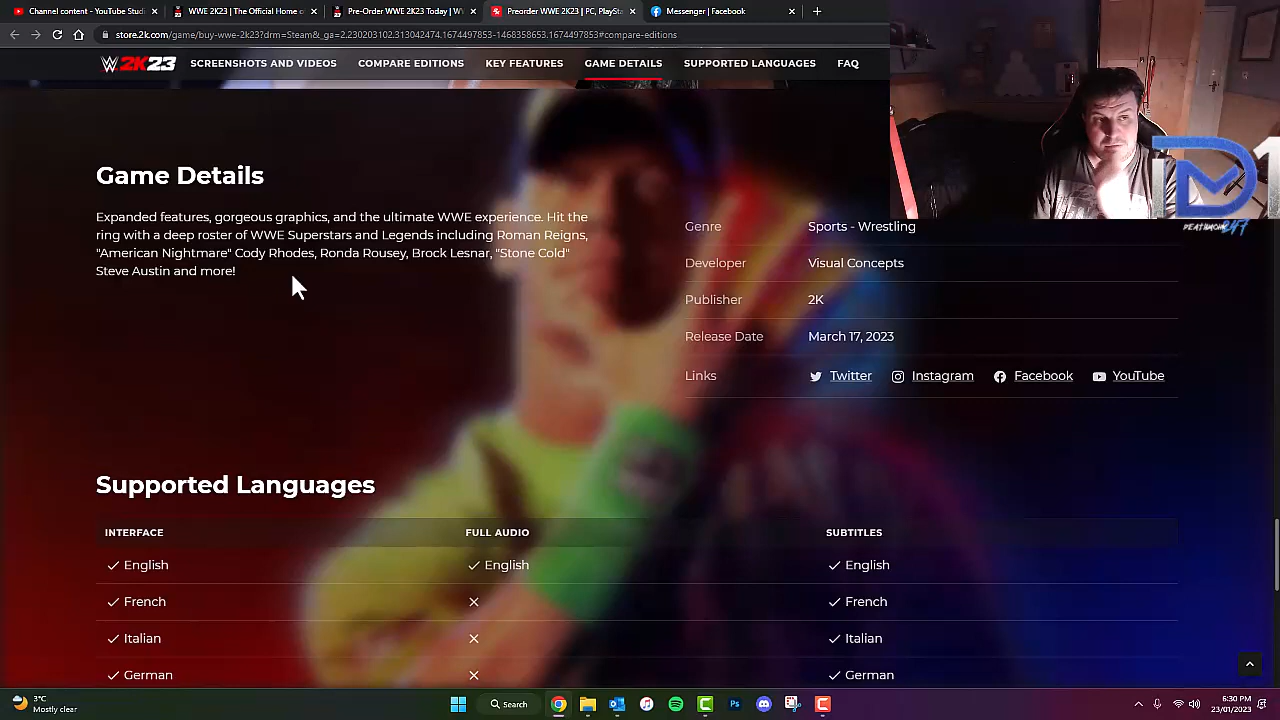 Content - YouTube Studi
WWE 2K23 | The Official Home o
Pre-Order WWE 2K23 Today | W
Preorder WWE 2K23 | PC, PlaySt
Messenger | Facebook
store.2k.com/game/buy-wwe-2k23?drm=Steam&_ga=2.230203102.313042474.1674497853-1468358653.1674497853#compare-editions
W 2K23 SCREENSHOTS AND VIDEOS COMPARE EDITIONS KEY FEATURES GAME DETAILS SUPPORTED LANGUAGES FAQ
D1
DEATHMONK 247
Game Details
Expanded features, gorgeous graphics, and the ultimate WWE experience. Hit the
ring with a deep roster of WWE Superstars and Legends including Roman Reigns,
"American Nightmare" Cody Rhodes, Ronda Rousey, Brock Lesnar, "Stone Cold"
Steve Austin and more!
Genre Sports - Wrestling
Developer Visual Concepts
Publisher 2K
Release Date March 17, 2023
Links Twitter Instagram Facebook YouTube
Supported Languages
INTERFACE FULL AUDIO SUBTITLES
English English English
French French
Italian Italian
German German
3°C
Mostly clear
Search
6:30 PM
23/01/2023